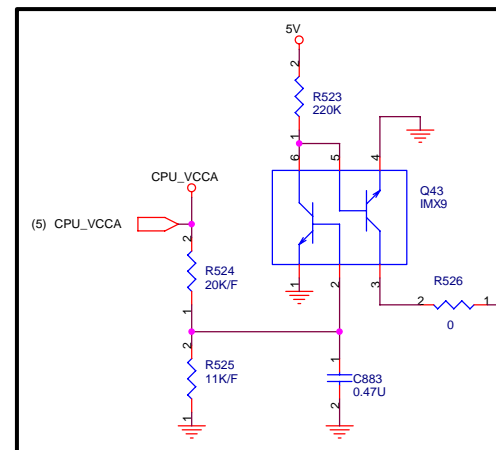 5V
2
R523
220K
1
6
5
4
CPU_VCCA
Q43
IMX9
(5) CPU_VCCA
2
R524
20K/F
1
1
2
3
R526
2
1
0
2
R525
11K/F
1
1
C883
0.47U
2